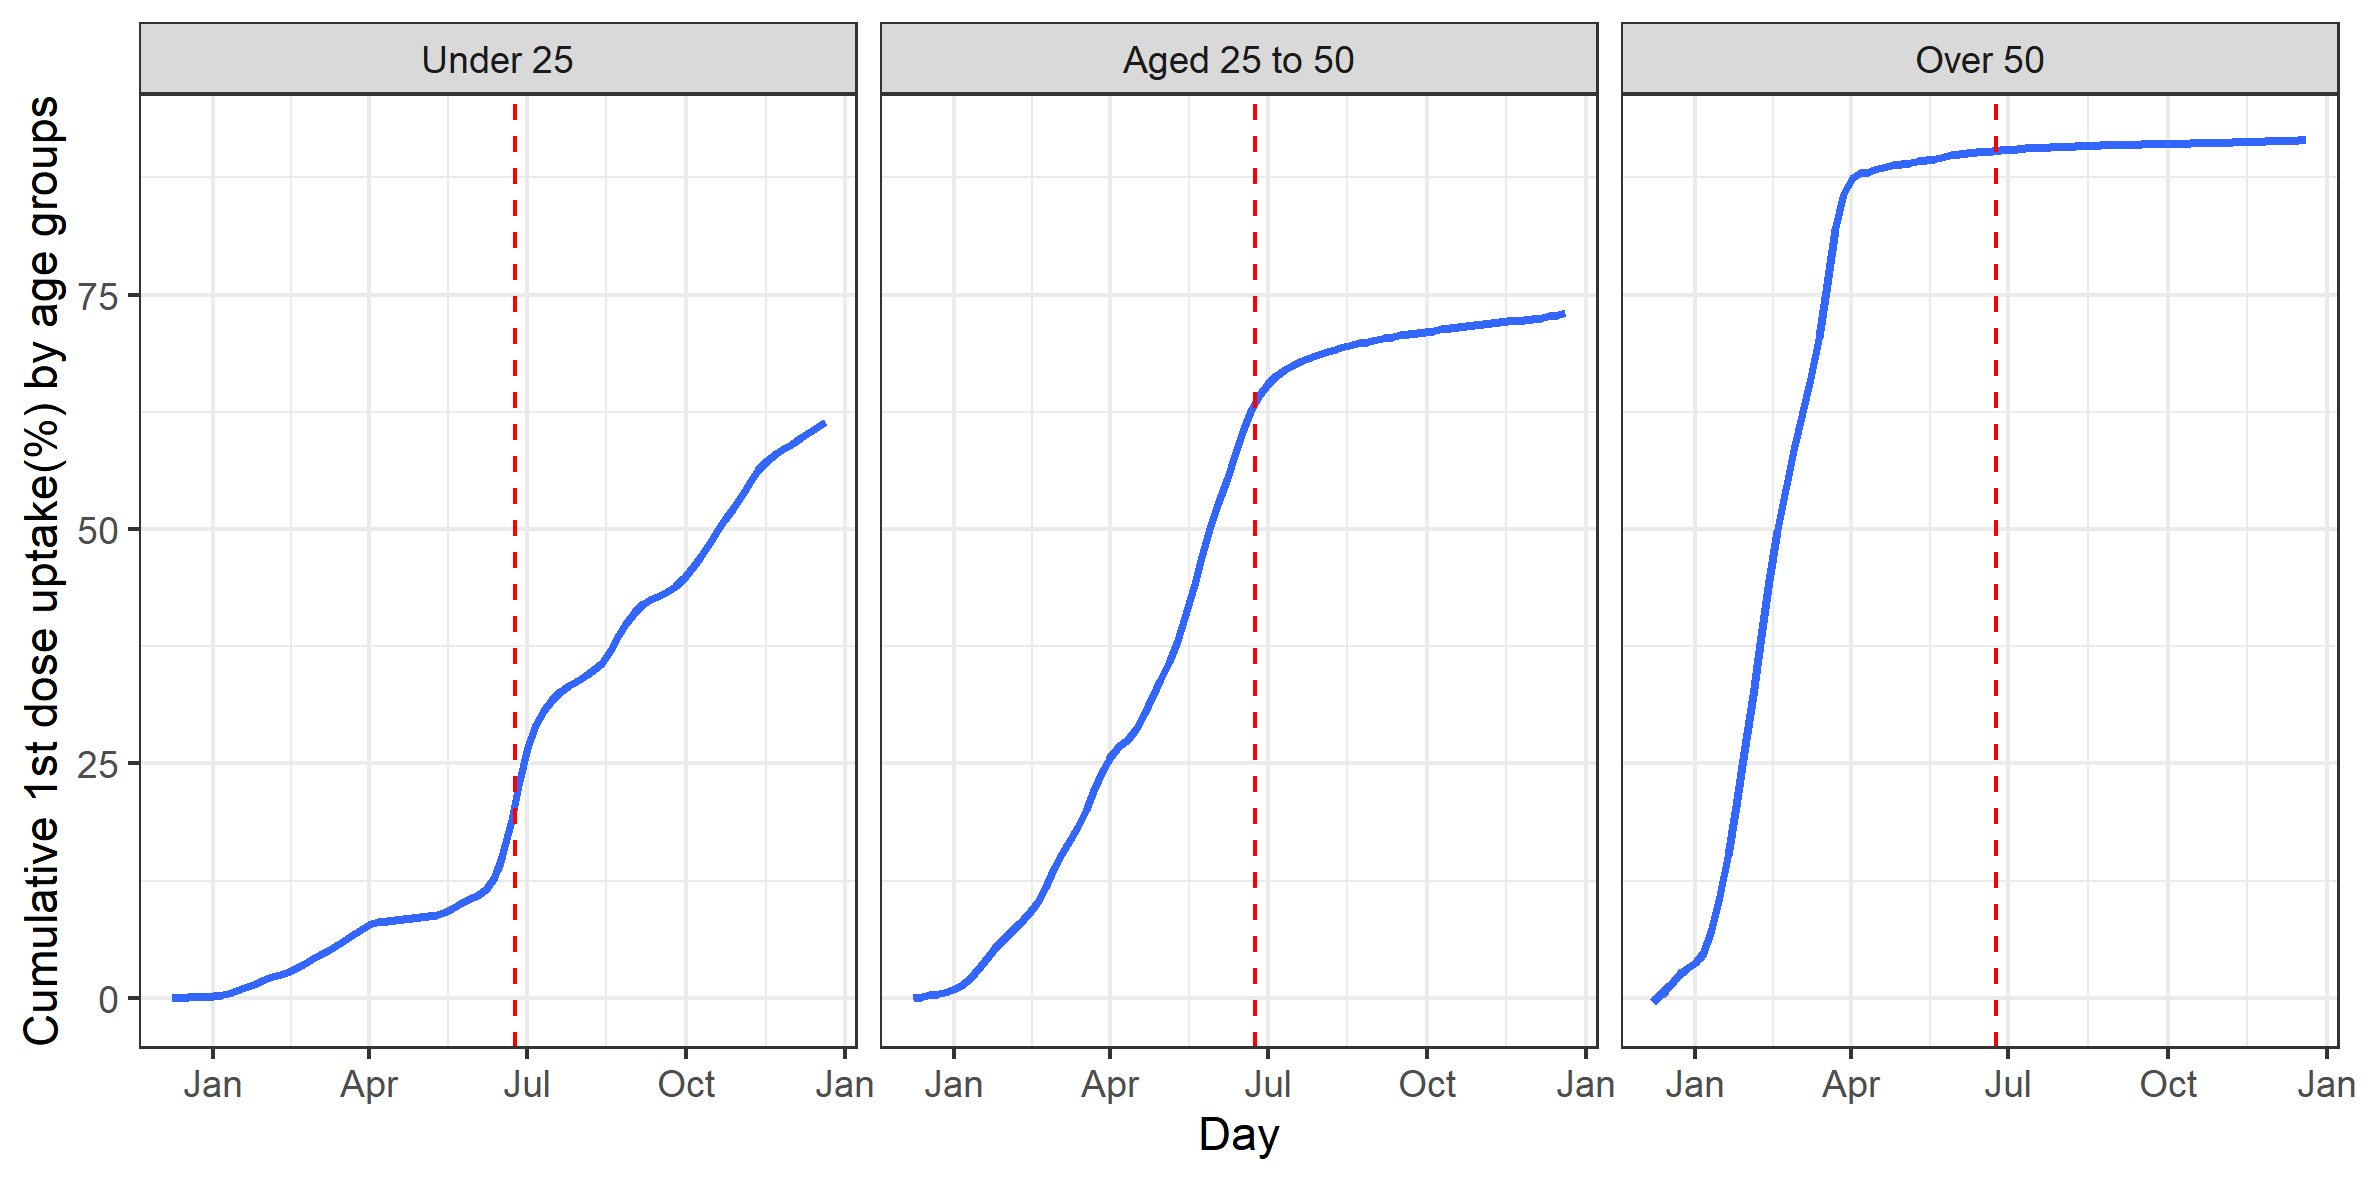 Under 25
Aged 25 to 50
Over 50
Cumulative 1st dose uptake(%) by age groups
75
50
25
0
Jan Apr Jul Oct Jan
Jan Apr Jul Oct Jan
Jan Apr Jul Oct Jan
Day